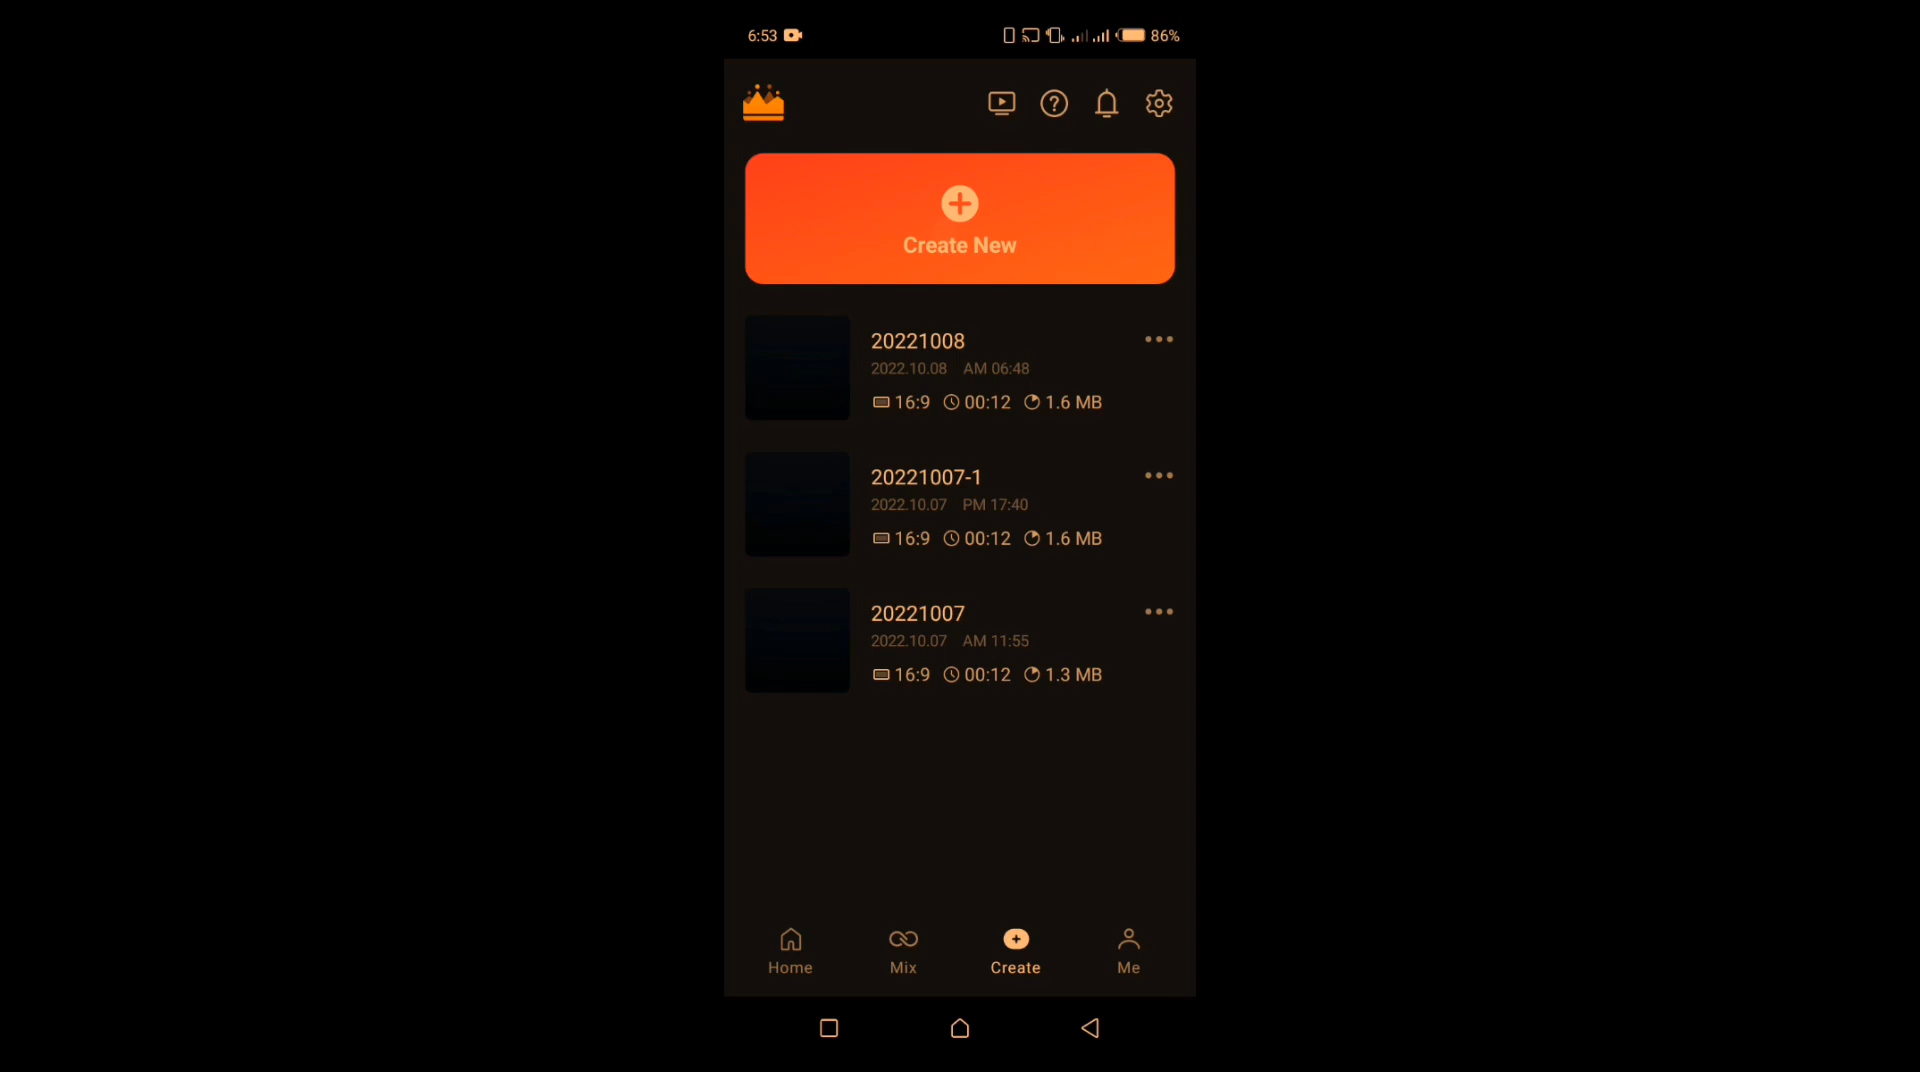 6:53 86%
Create New
20221008
2022.10.08 AM 06:48
16:9 00:12 1.6 MB
20221007-1
2022.10.07 PM 17:40
16:9 00:12 1.6 MB
20221007
2022.10.07 AM 11:55
16:9 00:12 1.3 MB
Home Mix Create Me